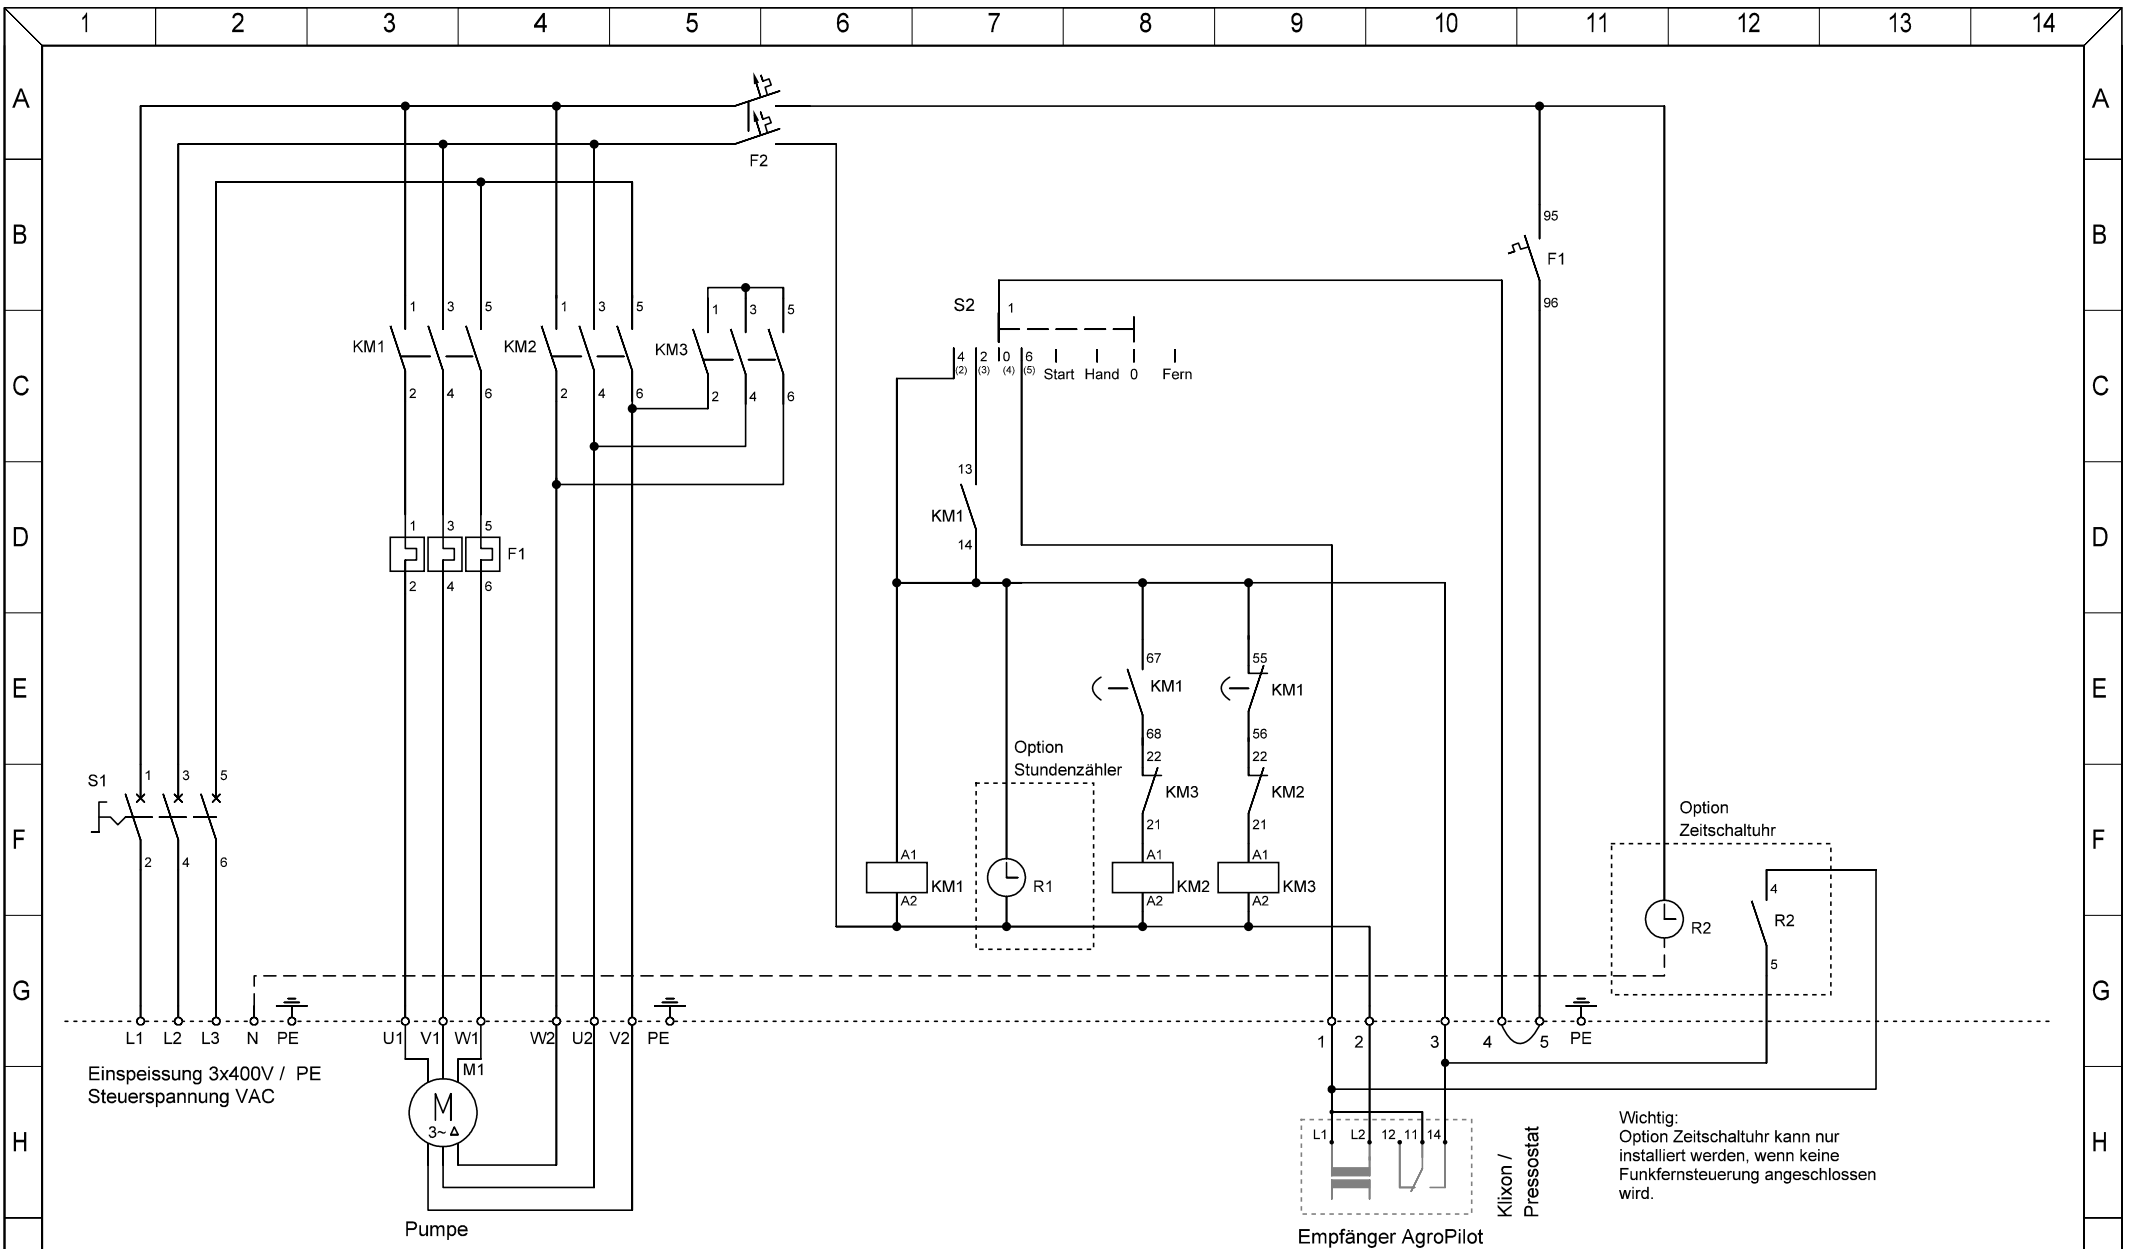 1 2 3 4 5 6 7 8 9 10 11 12 13 14
A A
F2
B B
95
F1
96
1 3 5 1 3 5 1 3 5
S2 1
KM1 KM2 KM3
C C
4 2 0 6
(2) (3) (4) (5)
Start Hand 0 Fern
2 4 6 2 4 6 2 4 6
13
KM1
14
D D
1 3 5
F1
2 4 6
67 55
E E
KM1 KM1
68 56
22 22
Option
Stundenzähler
S1 1 3 5
KM3 KM2
21 21
Option
Zeitschaltuhr
F F
2 4 6
A1 A1 A1
KM1 R1 KM2 KM3
A2 A2 A2
4
R2 R2
5
G G
L1 L2 L3 N PE U1 V1 W1 W2 U2 V2 PE 1 2 3 4 5 PE
Einspeissung 3x400V / PE
Steuerspannung VAC
M1
M
3~ Δ
H H
L1 L2 12 11 14
Klixon /
Pressostat
Wichtig:
Option Zeitschaltuhr kann nur
installiert werden, wenn keine
Funkfernsteuerung angeschlossen
wird.
Pumpe
Empfänger AgroPilot